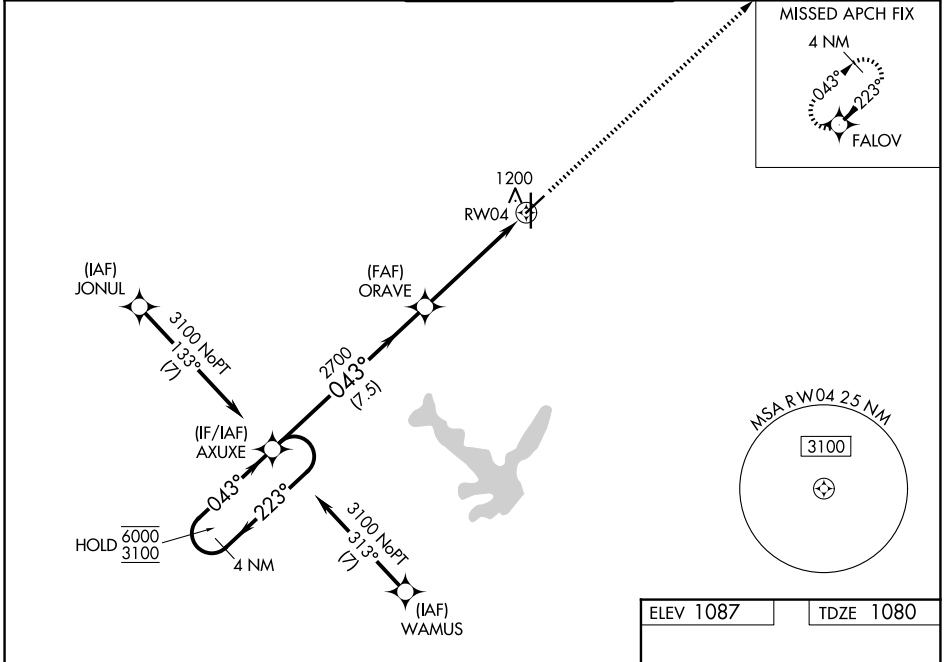 MISSED APCH FIX
4 NM
043°
223°
FALOV
1200
RW04
(FAF)
ORAVE
(IAF)
JONUL
3100 NoPT
133°
(7)
2700
043°
(7.5)
(IF/IAF)
AXUXE
043°
223°
HOLD 6000
3100
4 NM
3100 NoPT
313°
(7)
(IAF)
WAMUS
MSA RW04 25 NM
3100
ELEV 1087
TDZE 1080